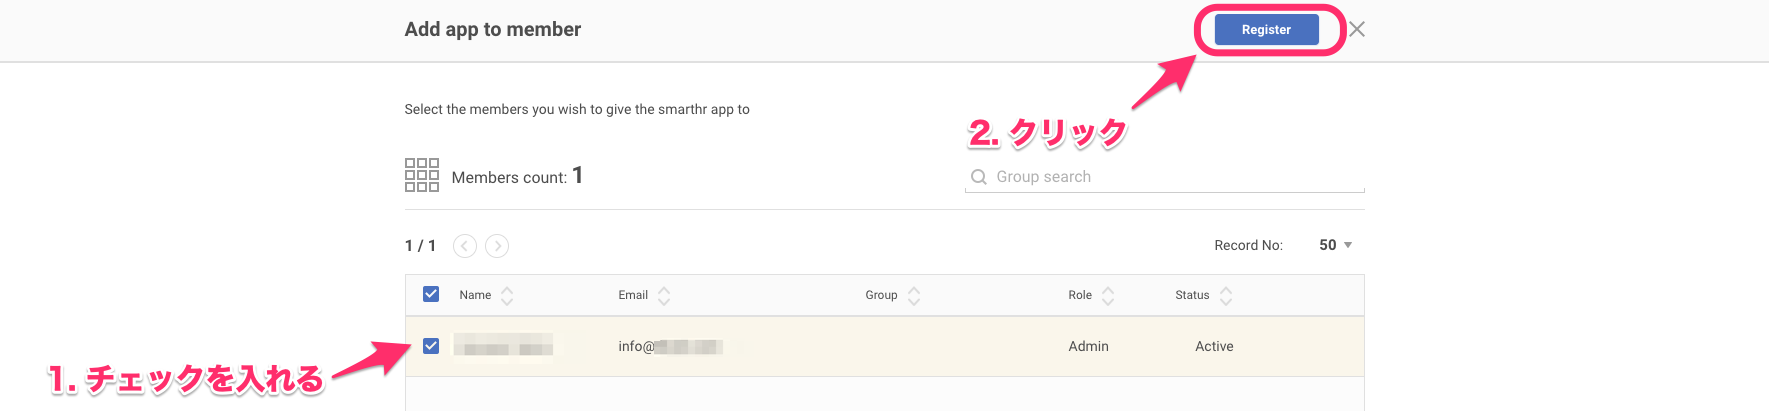 Add app to member
Register
Select the members you wish to give the smarthr app to
2. クリック
Members count: 1
Group search
1 / 1
Record No: 50
Name Email Group Role Status
info@ Admin Active
1. チェックを入れる